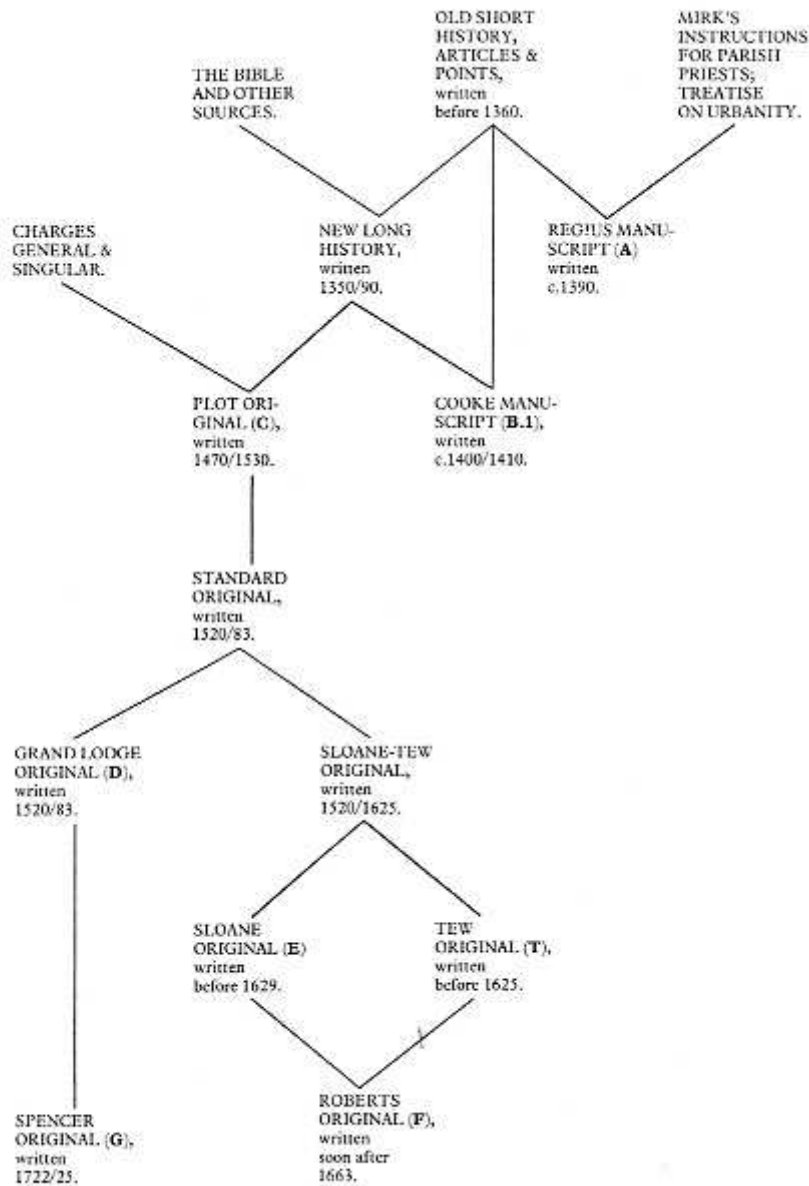 THE BIBLE
AND OTHER
SOURCES.
OLD SHORT
HISTORY,
ARTICLES &
POINTS,
written
before 1360.
MIRK'S
INSTRUCTIONS
FOR PARISH
PRIESTS;
TREATISE
ON URBANITY.
CHARGES
GENERAL &
SINGULAR.
NEW LONG
HISTORY,
written
1350/90.
REGIUS MANU-
SCRIPT (A)
written
c.1390.
PLOT ORI-
GINAL (C),
written
1470/1530.
COOKE MANU-
SCRIPT (B.1),
written
c.1400/1410.
STANDARD
ORIGINAL,
written
1520/83.
GRAND LODGE
ORIGINAL (D),
written
1520/83.
SLOANE-TEW
ORIGINAL,
written
1520/1625.
SLOANE
ORIGINAL (E)
written
before 1629.
TEW
ORIGINAL (T),
written
before 1625.
SPENCER
ORIGINAL (G),
written
1722/25.
ROBERTS
ORIGINAL (F),
written
soon after
1663.